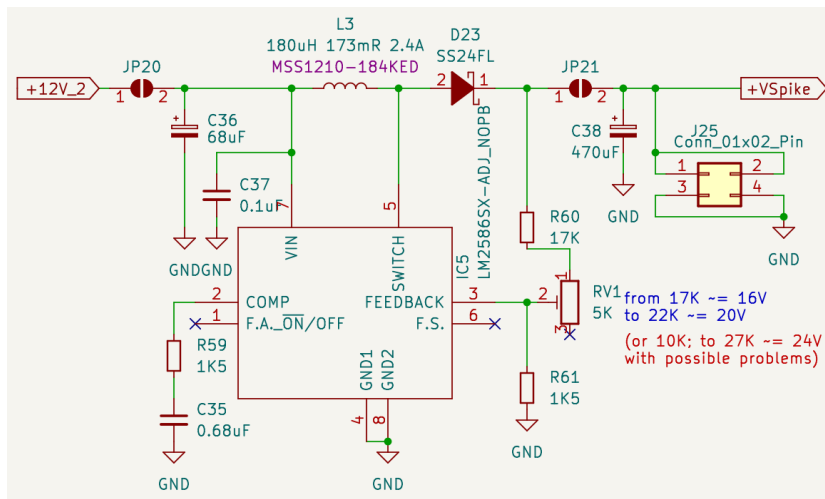 L3
180uH 173mR 2.4A
MSS1210-184KED
D23
SS24FL
JP20
JP21
+12V_2
1 2
2 1
1 2
+VSpike
+
C36
68uF
+
C38
470uF
J25
Conn_01x02_Pin
1 2
3 4
C37
0.1uF
7
5
LM2586SX-ADJ_NOPB
IC5
GND
GND
GND
GND
GND
R60
17K
VIN
SWITCH
2 COMP
1 F.A._ON/OFF
FEEDBACK 3
F.S. 6
1
2
3
RV1
5K
from 17K ~= 16V
to 22K ~= 20V
(or 10K; to 27K ~= 24V
with possible problems)
R59
1K5
GND1
GND2
4
8
R61
1K5
C35
0.68uF
GND
GND
GND